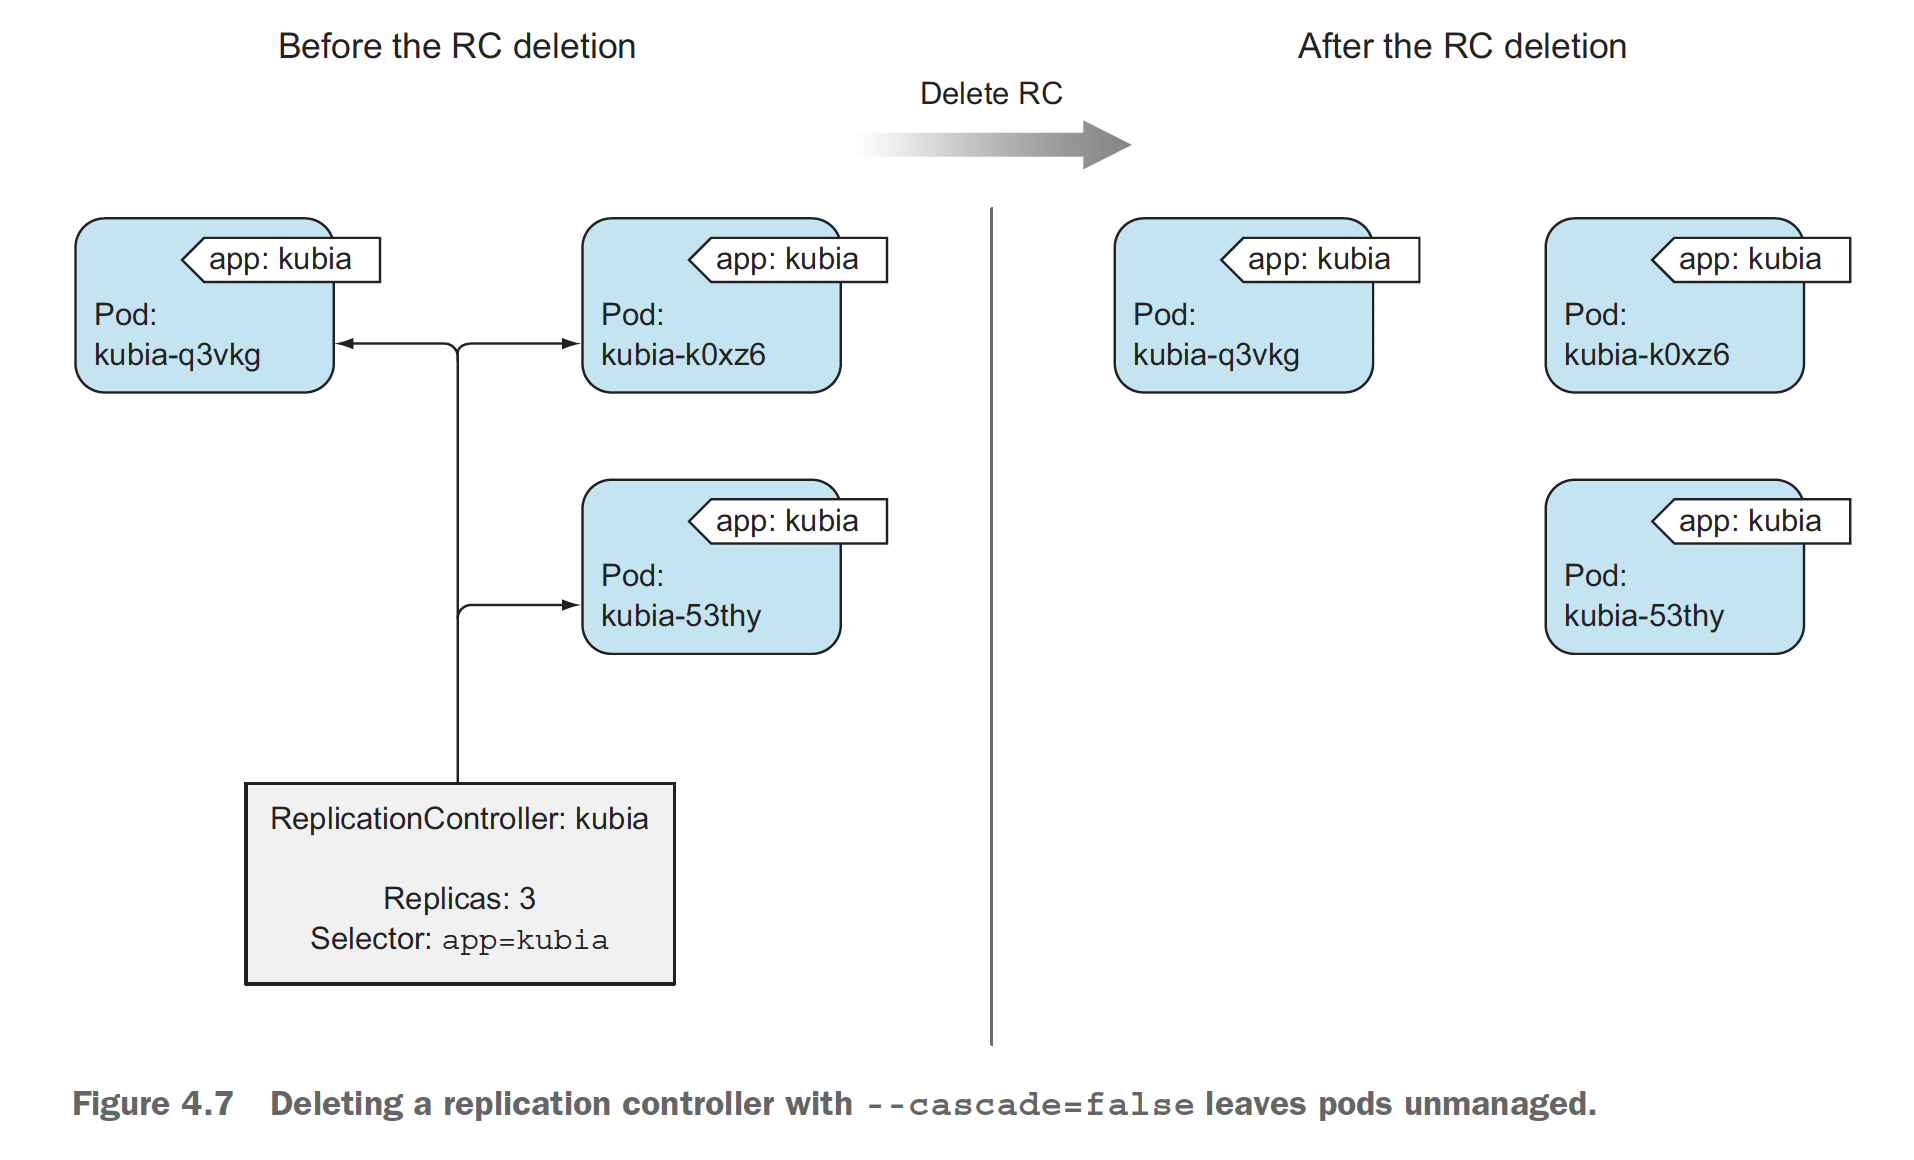 Before the RC deletion
After the RC deletion
Delete RC
app: kubia
Pod:
kubia-q3vkg
app: kubia
Pod:
kubia-k0xz6
app: kubia
Pod:
kubia-53thy
ReplicationController: kubia
Replicas: 3
Selector: app=kubia
app: kubia
Pod:
kubia-q3vkg
app: kubia
Pod:
kubia-k0xz6
app: kubia
Pod:
kubia-53thy
Figure 4.7 Deleting a replication controller with --cascade=false leaves pods unmanaged.